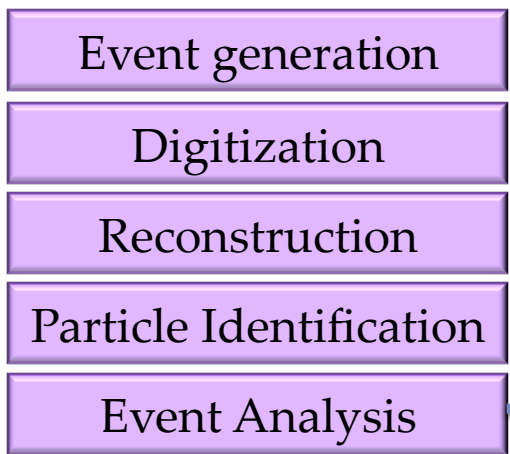 Event generation
Digitization
Reconstruction
Particle Identification
Event Analysis